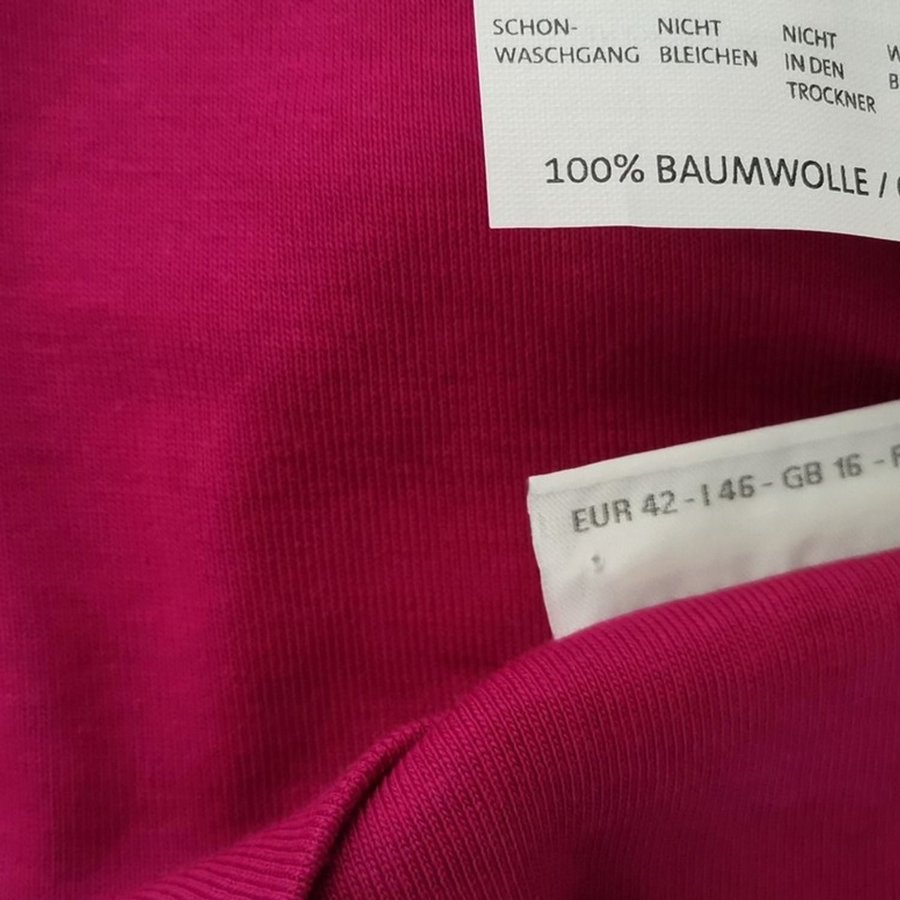 SCHON-
WASCHGANG
NICHT
BLEICHEN
NICHT
IN DEN
TROCKNER
100% BAUMWOLLE /
EUR 42 - I 46 - GB 16 -